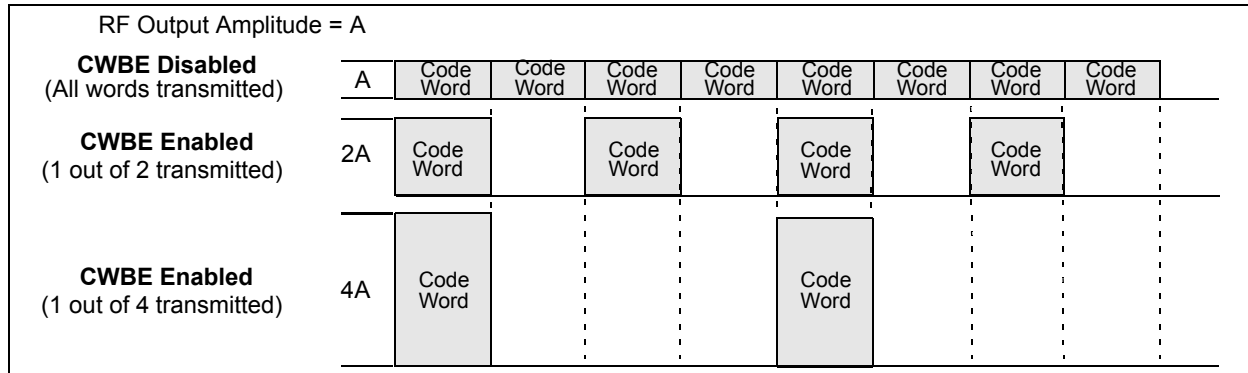 RF Output Amplitude = A
CWBE Disabled
(All words transmitted)
A
Code Word
Code Word
Code Word
Code Word
Code Word
Code Word
Code Word
Code Word
CWBE Enabled
(1 out of 2 transmitted)
2A
Code
Word
Code
Word
Code
Word
Code
Word
CWBE Enabled
(1 out of 4 transmitted)
4A
Code
Word
Code
Word